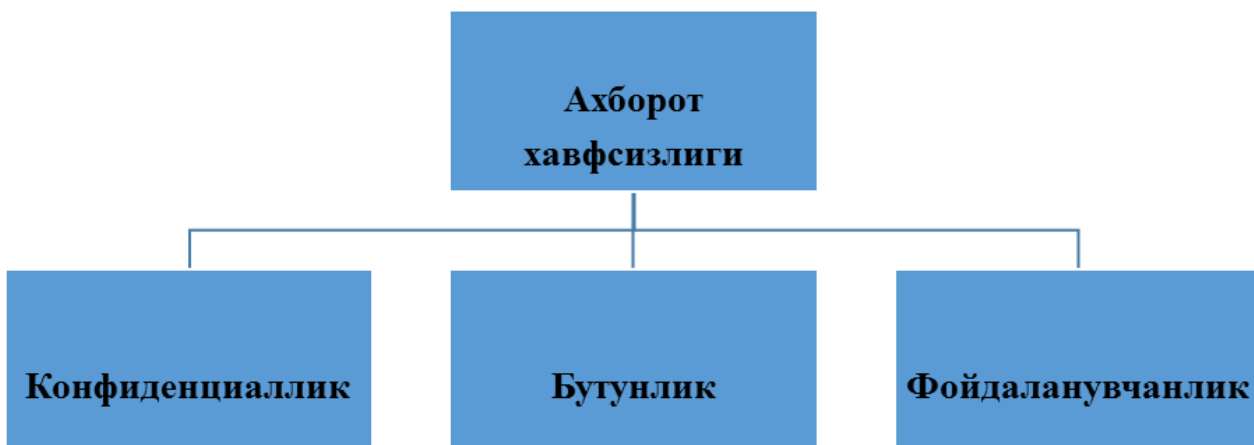 Ахборот
хавфсизлиги
Конфиденциаллик
Бутунлик
Фойдаланувчанлик